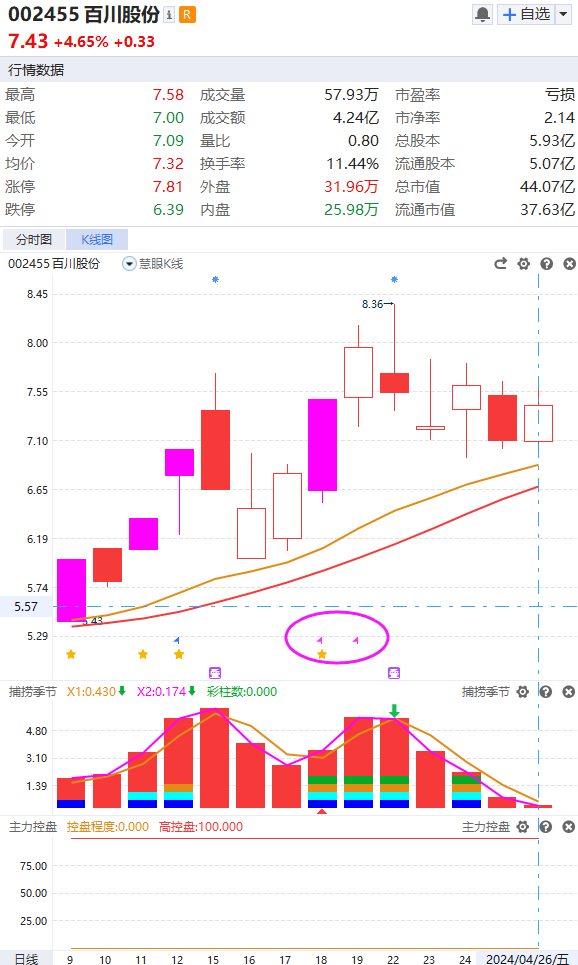 002455 百川股份 i R 自选
7.43 +4.65% +0.33
行情数据
最高 7.58 成交量 57.93万 市盈率 亏损
最低 7.00 成交额 4.24亿 市净率 2.14
今开 7.09 量比 0.80 总股本 5.93亿
均价 7.32 换手率 11.44% 流通股本 5.07亿
涨停 7.81 外盘 31.96万 总市值 44.07亿
跌停 6.39 内盘 25.98万 流通市值 37.63亿
分时图 K线图
002455 百川股份 慧眼K线
8.45
8.36→
8.00
7.55
7.10
6.65
6.19
5.74
5.57
5.43
5.29
捕捞季节 X1:0.430 X2:0.174 彩柱数:0.000 捕捞季节
4.80
3.10
1.39
主力控盘 控盘程度:0.000 高控盘:100.000 主力控盘
75.00
50.00
25.00
日线 9 10 11 12 15 16 17 18 19 22 23 24 2024/04/26/五